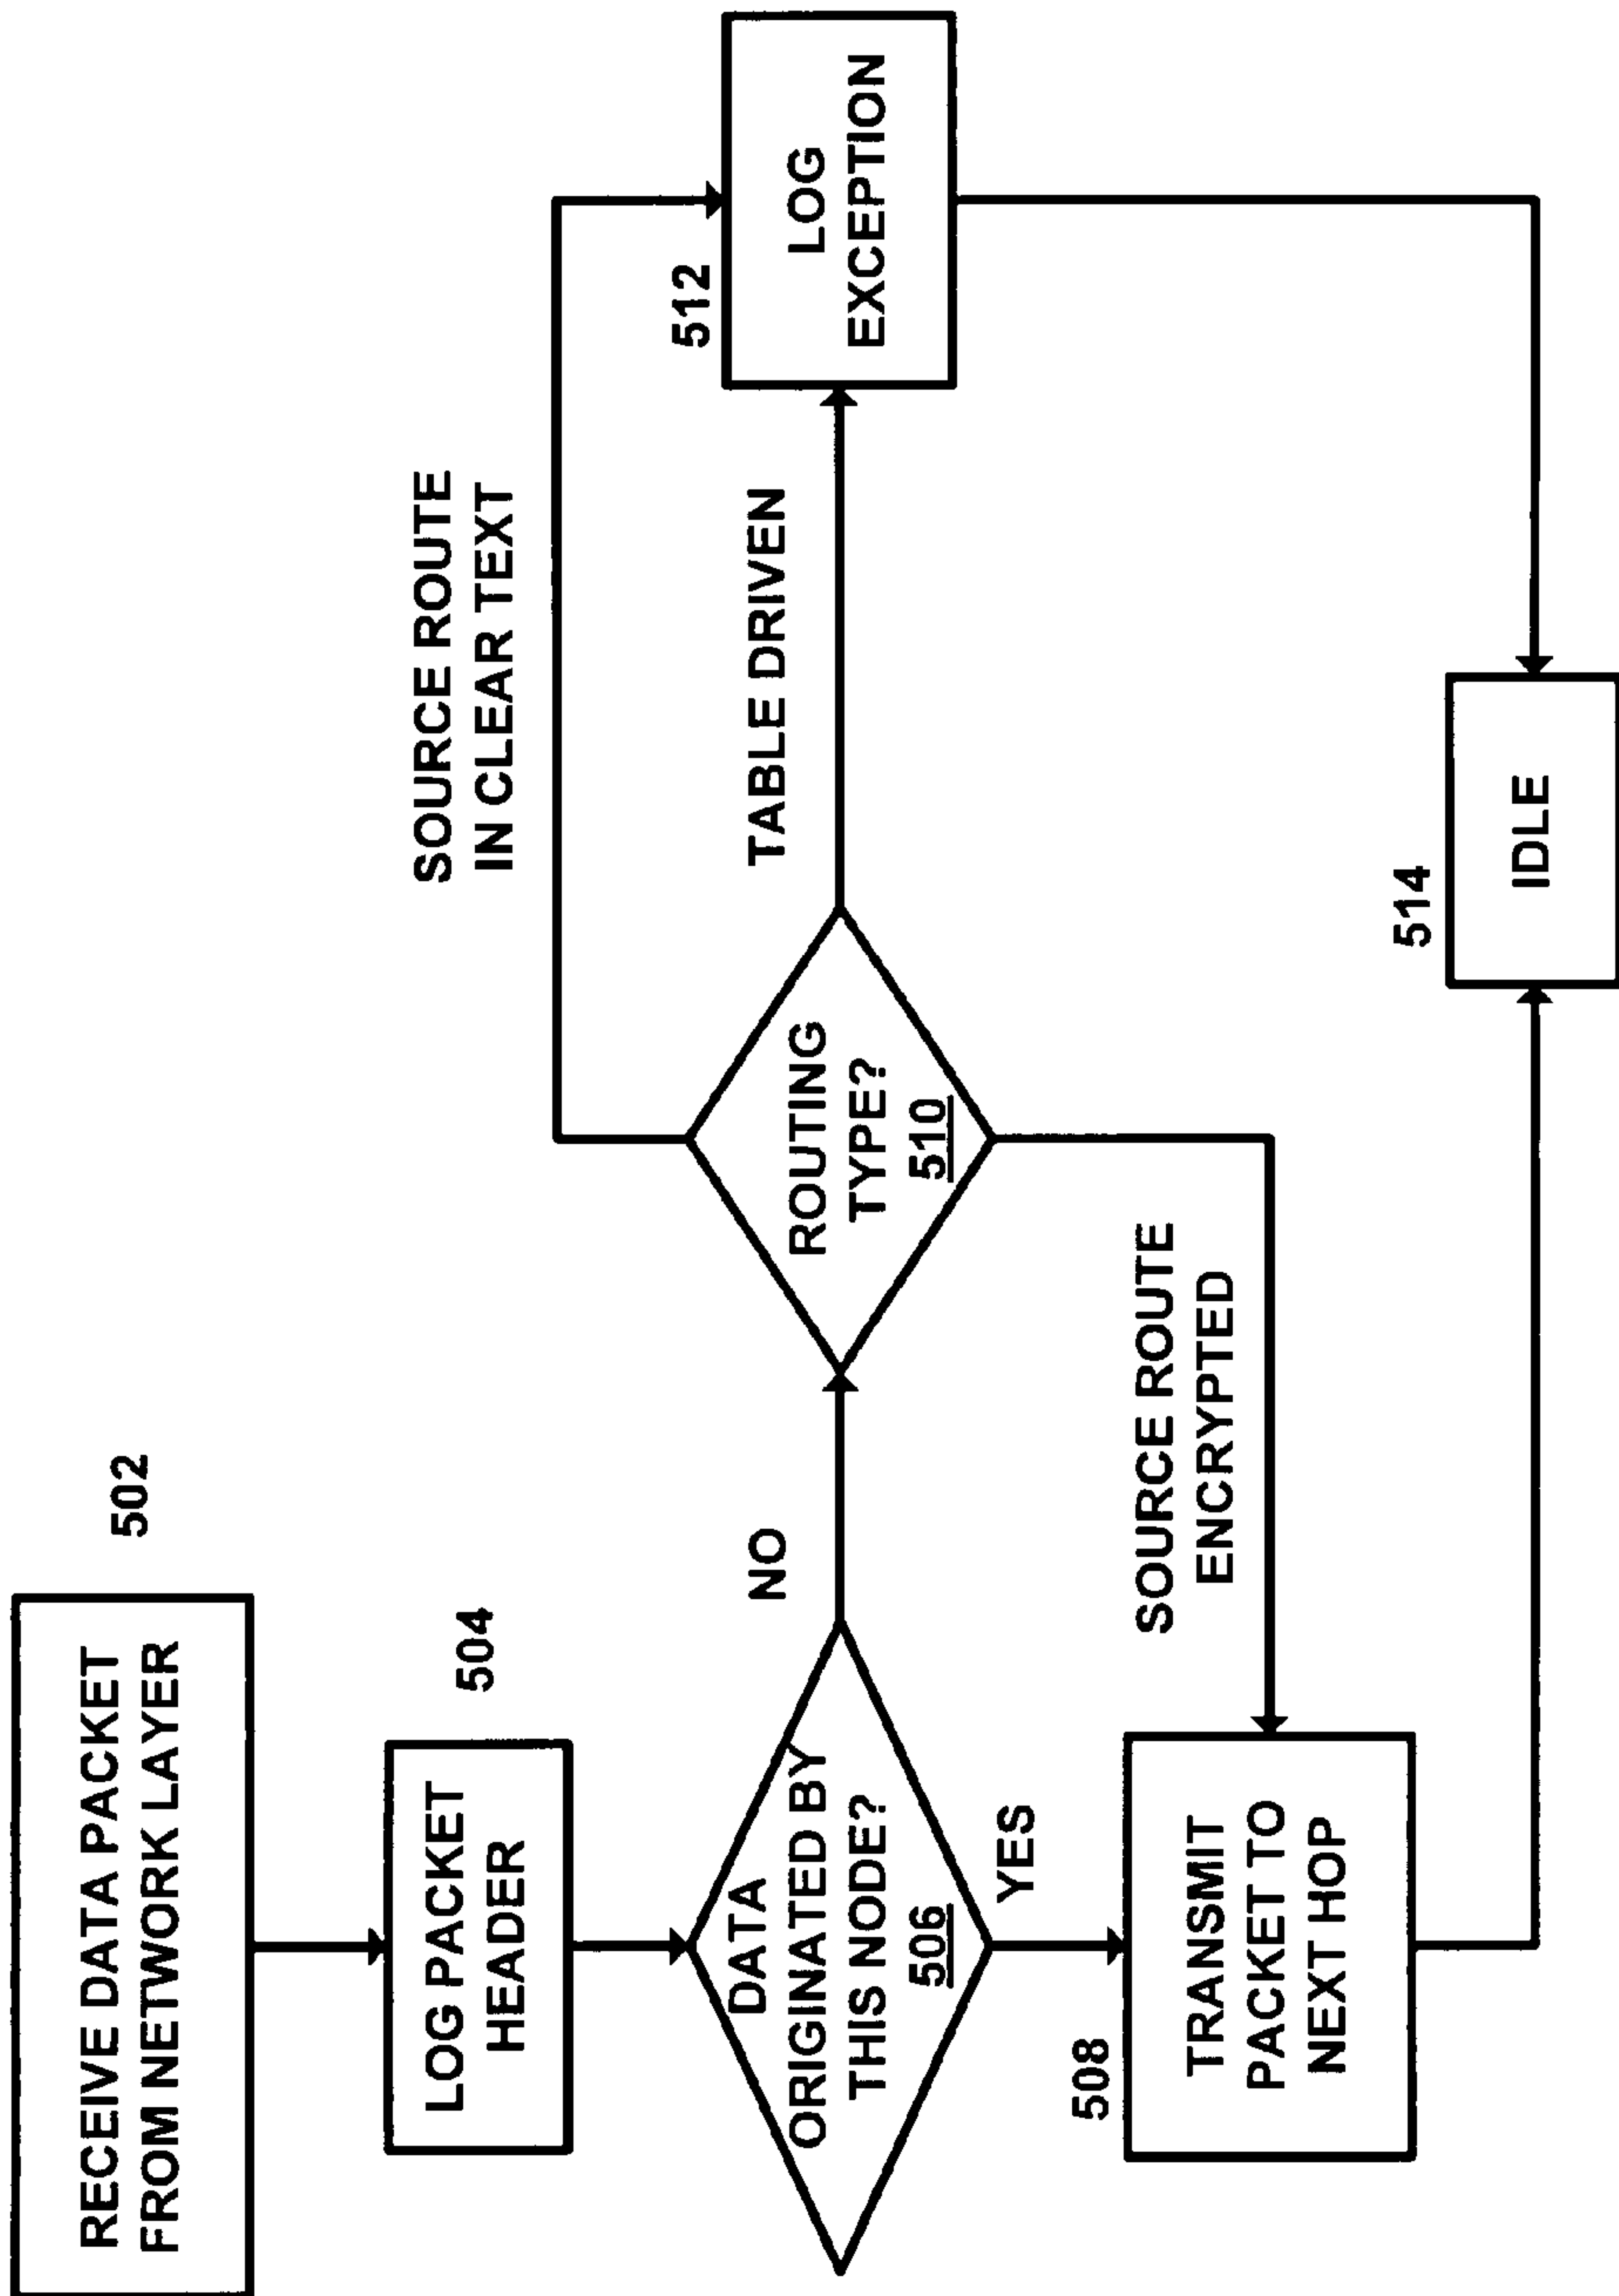 RECEIVE DATA PACKET
FROM NETWORK LAYER
502
LOG PACKET
HEADER
504
DATA
ORIGINATED BY
THIS NODE?
506
NO
YES
508
TRANSMIT
PACKET TO
NEXT HOP
ROUTING
TYPE?
510
SOURCE ROUTE
IN CLEAR TEXT
TABLE DRIVEN
SOURCE ROUTE
ENCRYPTED
512
LOG
EXCEPTION
514
IDLE